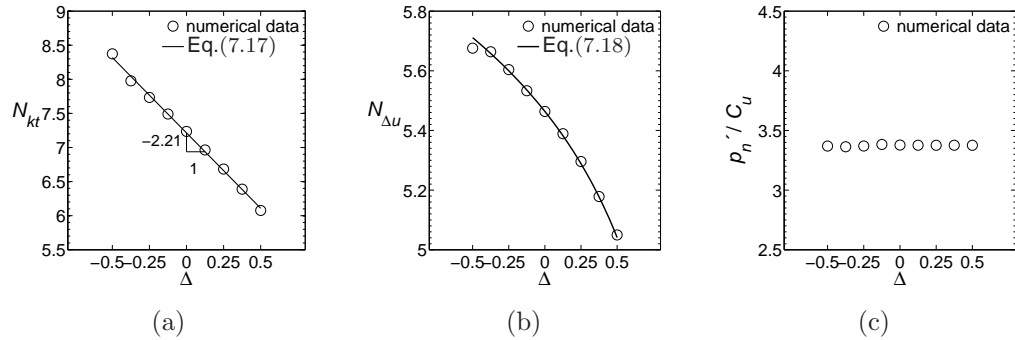 9
8.5
8
7.5
7
6.5
6
5.5
N_kt
numerical data
Eq.(7.17)
−2.21
1
−0.5 −0.25 0 0.25 0.5
Δ
(a)
5.8
5.6
5.4
5.2
5
N_Δu
numerical data
Eq.(7.18)
−0.5 −0.25 0 0.25 0.5
Δ
(b)
4.5
4
3.5
3
2.5
p_n′/ C_u
numerical data
−0.5 −0.25 0 0.25 0.5
Δ
(c)